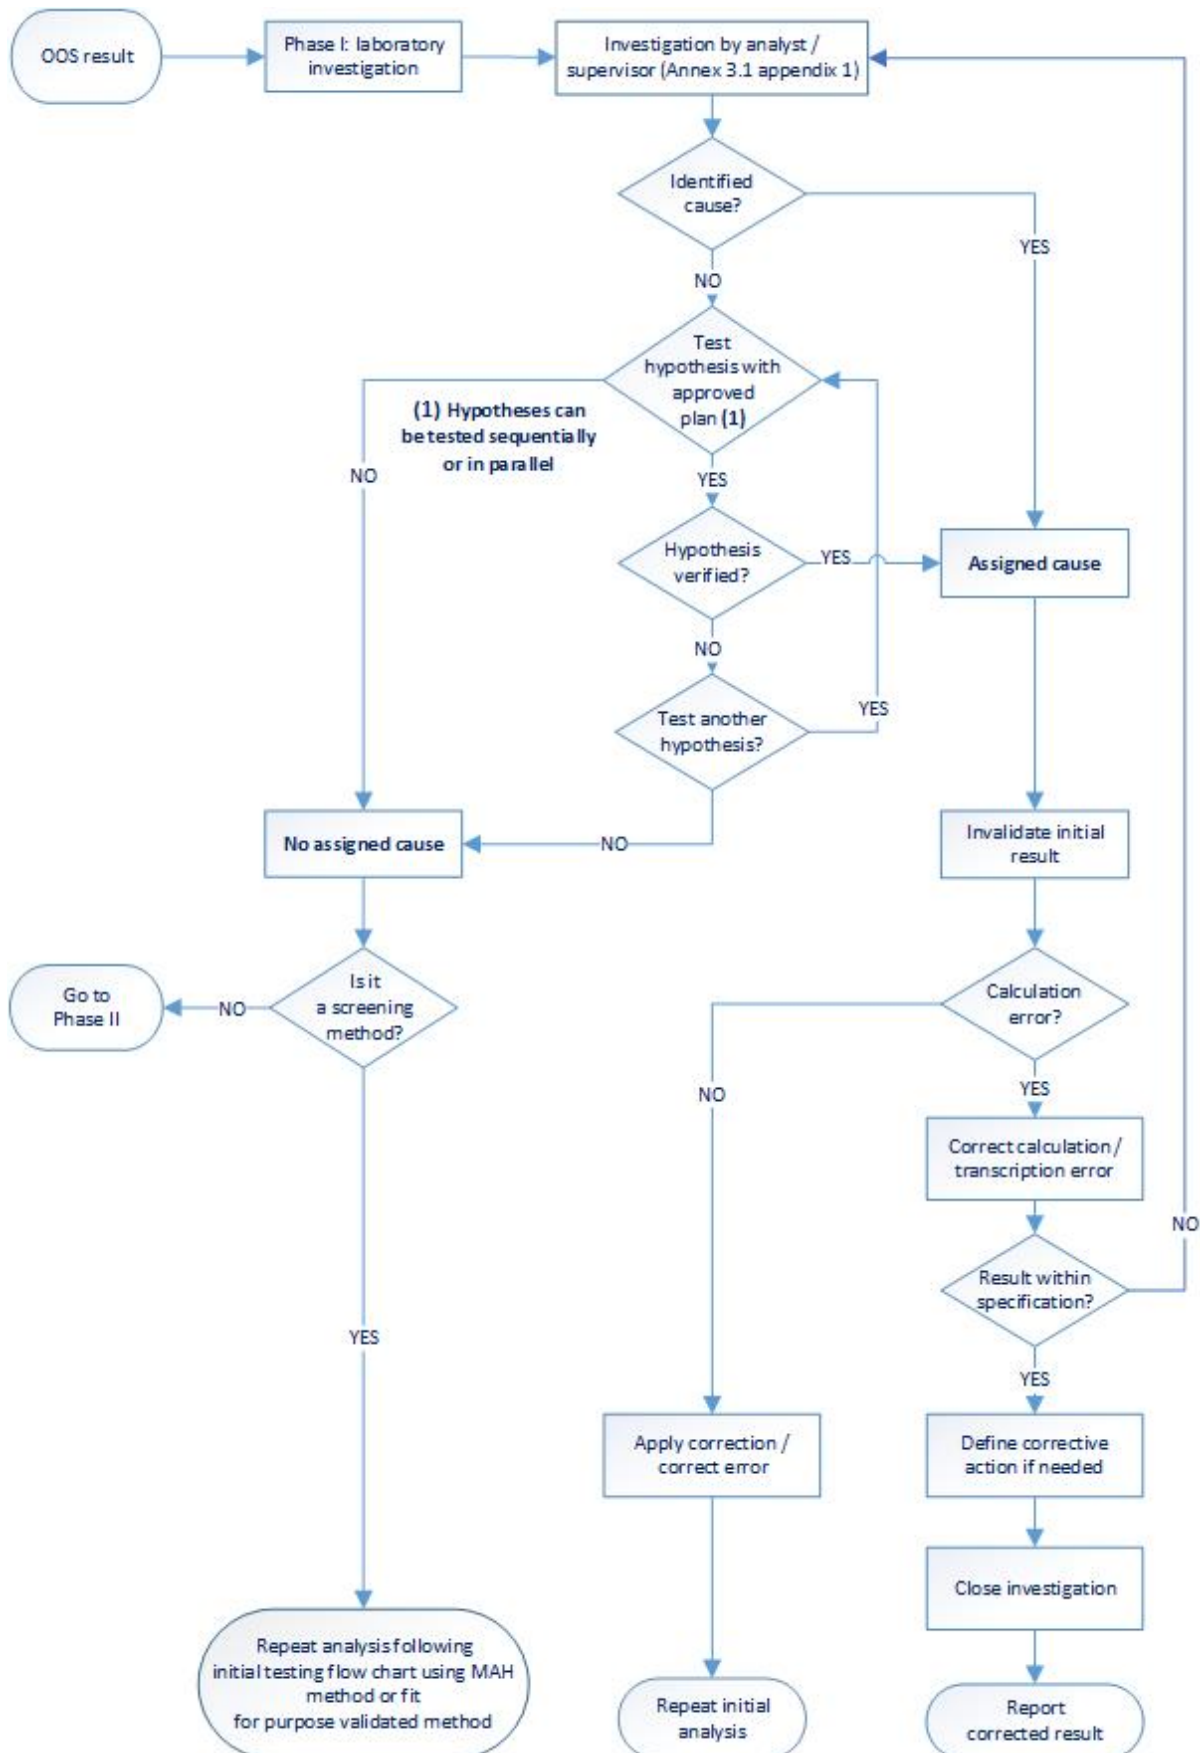 OOS result
Phase I: laboratory
investigation
Investigation by analyst /
supervisor (Annex 3.1 appendix 1)
Identified
cause?
YES
NO
Test
hypothesis with
approved
plan (1)
(1) Hypotheses can
be tested sequentially
or in parallel
NO
YES
Hypothesis
verified?
YES
Assigned cause
NO
Test another
hypothesis?
YES
No assigned cause
NO
Invalidate initial
result
Is it
a screening
method?
NO
Go to
Phase II
Calculation
error?
NO
YES
Correct calculation /
transcription error
Result within
specification?
NO
YES
YES
Apply correction /
correct error
Define corrective
action if needed
Close investigation
Repeat analysis following
initial testing flow chart using MAH
method or fit
for purpose validated method
Repeat initial
analysis
Report
corrected result